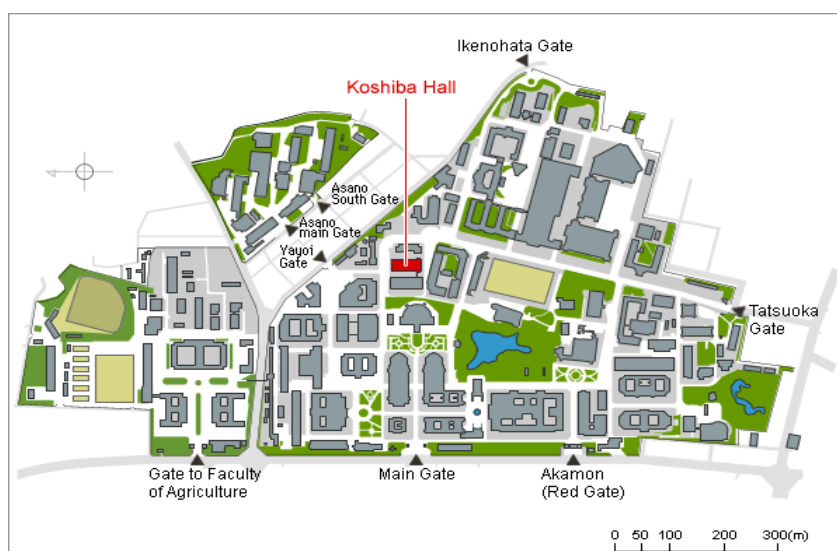 Ikenohata Gate
Koshiba Hall
Asano
South Gate
Asano
main Gate
Yayoi
Gate
Tatsuoka
Gate
Gate to Faculty
of Agriculture
Main Gate
Akamon
(Red Gate)
0 50 100 200 300(m)